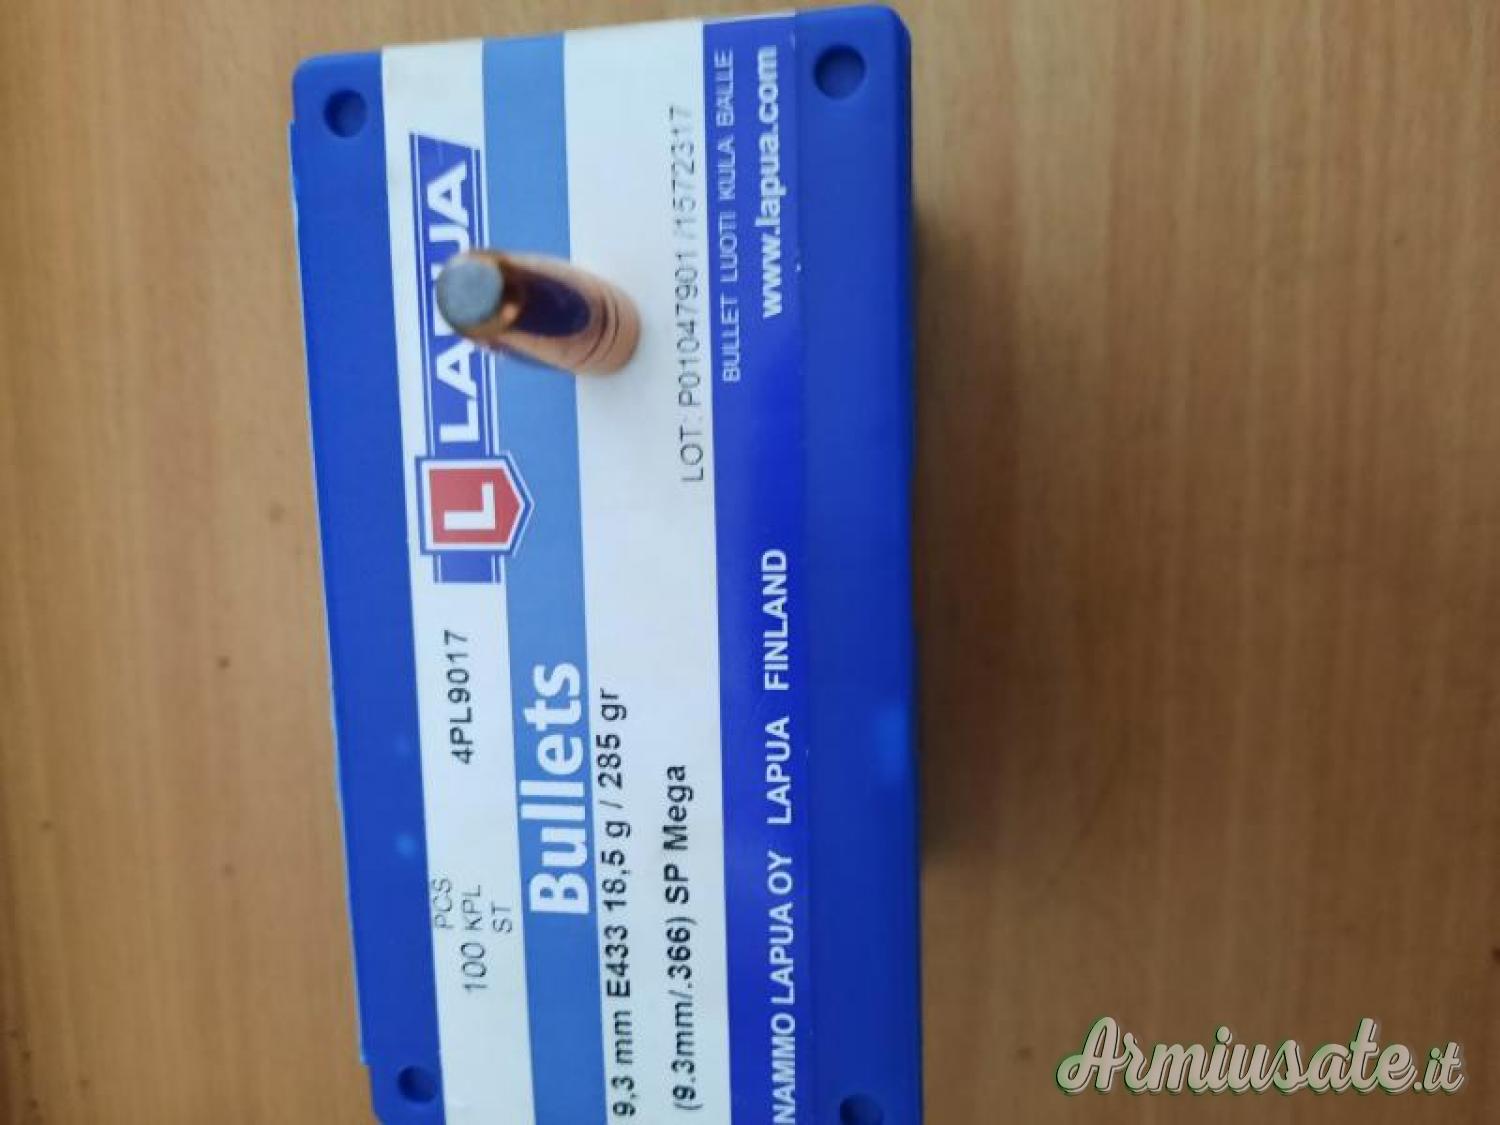 PCS
100 KPL
ST
4PL9017
L
LAPUA
Bullets
9,3 mm E433 18,5 g / 285 gr
(9.3mm/.366) SP Mega
LOT: P01047901 /1572317
BULLET LUOTI KULA BALLE
NAMMO LAPUA OY LAPUA FINLAND
www.lapua.com
Armiusate.it